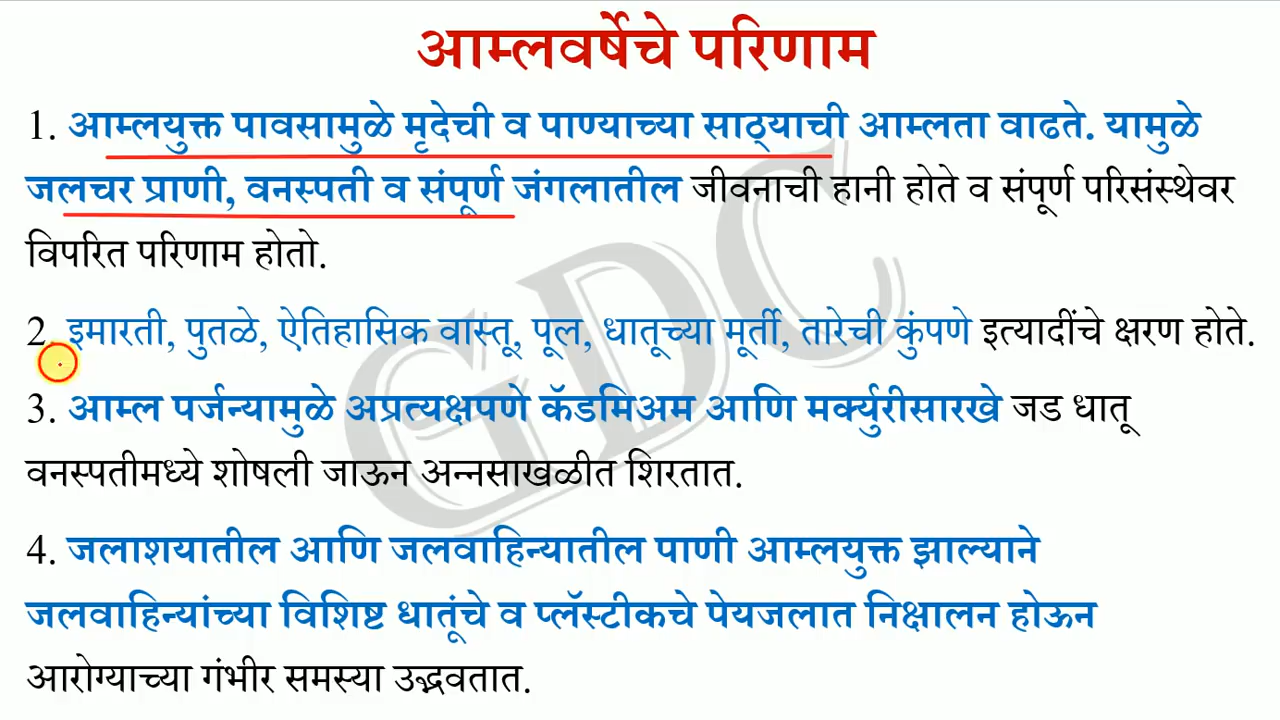 आम्लवर्षेचे परिणाम
1. आम्लयुक्त पावसामुळे मृदेची व पाण्याच्या साठ्याची आम्लता वाढते. यामुळे
जलचर प्राणी, वनस्पती व संपूर्ण जंगलातील जीवनाची हानी होते व संपूर्ण परिसंस्थेवर
विपरित परिणाम होतो.
2. इमारती, पुतळे, ऐतिहासिक वास्तू, पूल, धातूच्या मूर्ती, तारेची कुंपणे इत्यादींचे क्षरण होते.
3. आम्ल पर्जन्यामुळे अप्रत्यक्षपणे कॅडमिअम आणि मर्क्युरीसारखे जड धातू
वनस्पतीमध्ये शोषली जाऊन अन्नसाखळीत शिरतात.
4. जलाशयातील आणि जलवाहिन्यातील पाणी आम्लयुक्त झाल्याने
जलवाहिन्यांच्या विशिष्ट धातूंचे व प्लॅस्टीकचे पेयजलात निक्षालन होऊन
आरोग्याच्या गंभीर समस्या उद्भवतात.
GDC